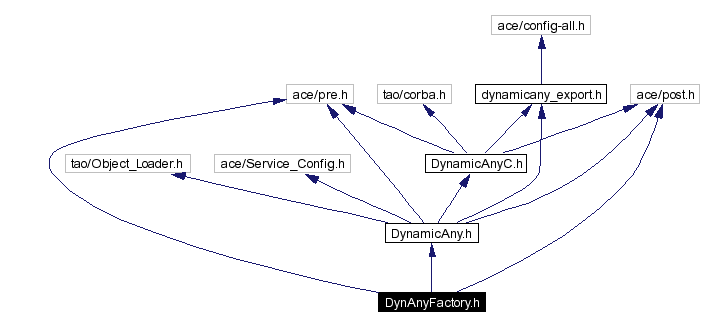 ace/config-all.h
ace/pre.h
tao/corba.h
dynamicany_export.h
ace/post.h
tao/Object_Loader.h
ace/Service_Config.h
DynamicAnyC.h
DynamicAny.h
DynAnyFactory.h